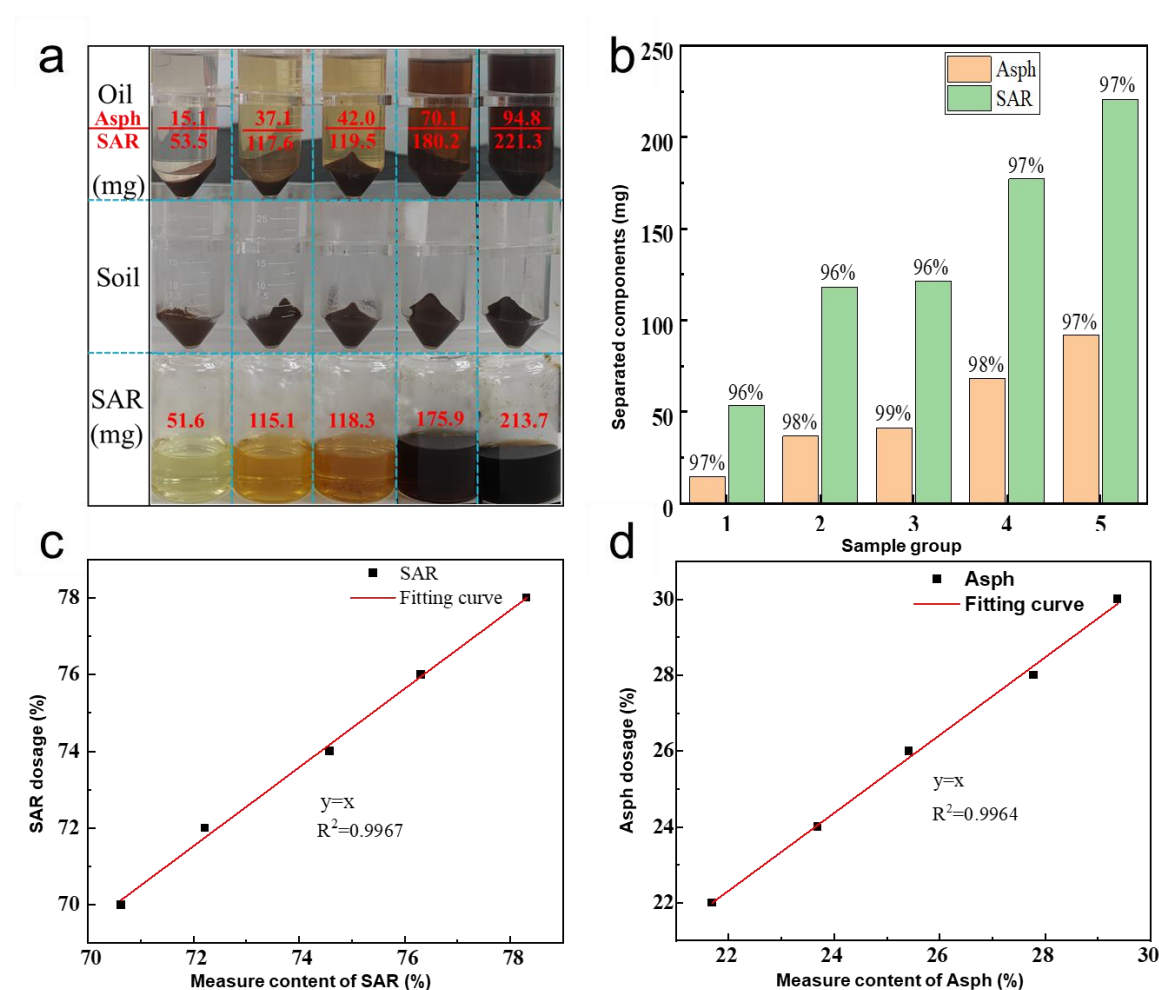 a
Oil
Asph 15.1 37.1 42.0 70.1 94.8
SAR 53.5 117.6 119.5 180.2 221.3
(mg)
Soil
SAR
(mg)
51.6 115.1 118.3 175.9 213.7
b
250
200
150
100
50
0
Separated components (mg)
Asph
SAR
97% 96%
98% 96%
99% 96%
98% 97%
97% 97%
1 2 3 4 5
Sample group
c
SAR
Fitting curve
78
76
74
72
70
SAR dosage (%)
y=x
R²=0.9967
70 72 74 76 78
Measure content of SAR (%)
d
Asph
Fitting curve
30
28
26
24
22
Asph dosage (%)
y=x
R²=0.9964
22 24 26 28 30
Measure content of Asph (%)